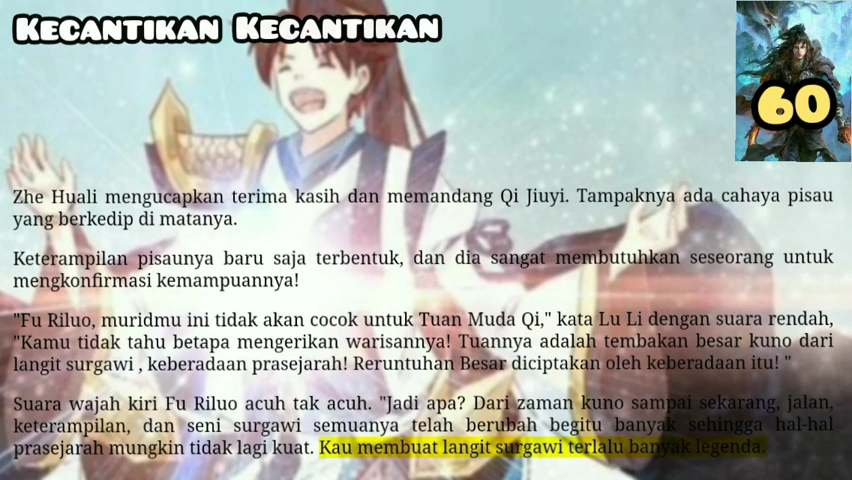 Kecantikan Kecantikan
60
Zhe Huali mengucapkan terima kasih dan memandang Qi Jiuyi. Tampaknya ada cahaya pisau
yang berkedip di matanya.
Keterampilan pisaunya baru saja terbentuk, dan dia sangat membutuhkan seseorang untuk
mengkonfirmasi kemampuannya!
"Fu Riluo, muridmu ini tidak akan cocok untuk Tuan Muda Qi," kata Lu Li dengan suara rendah,
"Kamu tidak tahu betapa mengerikan warisannya! Tuannya adalah tembakan besar kuno dari
langit surgawi , keberadaan prasejarah! Reruntuhan Besar diciptakan oleh keberadaan itu! "
Suara wajah kiri Fu Riluo acuh tak acuh. "Jadi apa? Dari zaman kuno sampai sekarang, jalan,
keterampilan, dan seni surgawi semuanya telah berubah begitu banyak sehingga hal-hal
prasejarah mungkin tidak lagi kuat. Kau membuat langit surgawi terlalu banyak legenda.